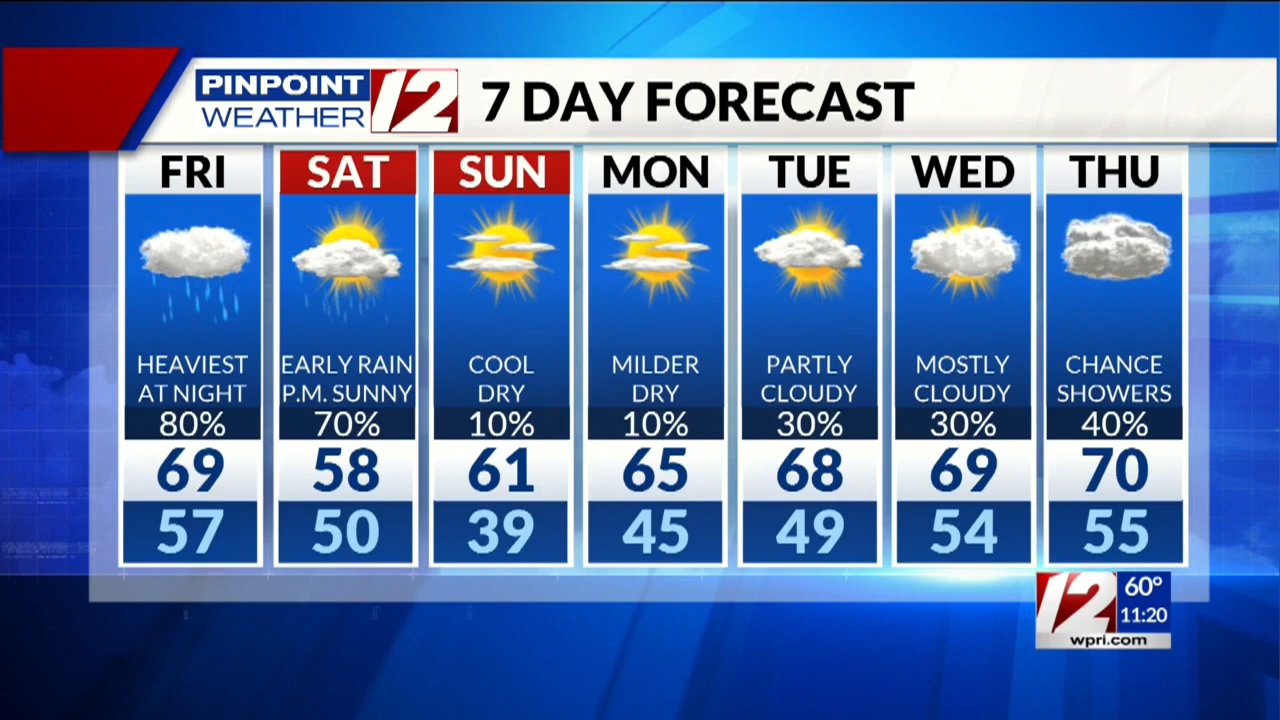 PINPOINT
WEATHER 12
7 DAY FORECAST
FRI SAT SUN MON TUE WED THU
HEAVIEST EARLY RAIN COOL MILDER PARTLY MOSTLY CHANCE
AT NIGHT P.M. SUNNY DRY DRY CLOUDY CLOUDY SHOWERS
80% 70% 10% 10% 30% 30% 40%
69 58 61 65 68 69 70
57 50 39 45 49 54 55
12 60°
11:20
wpri.com